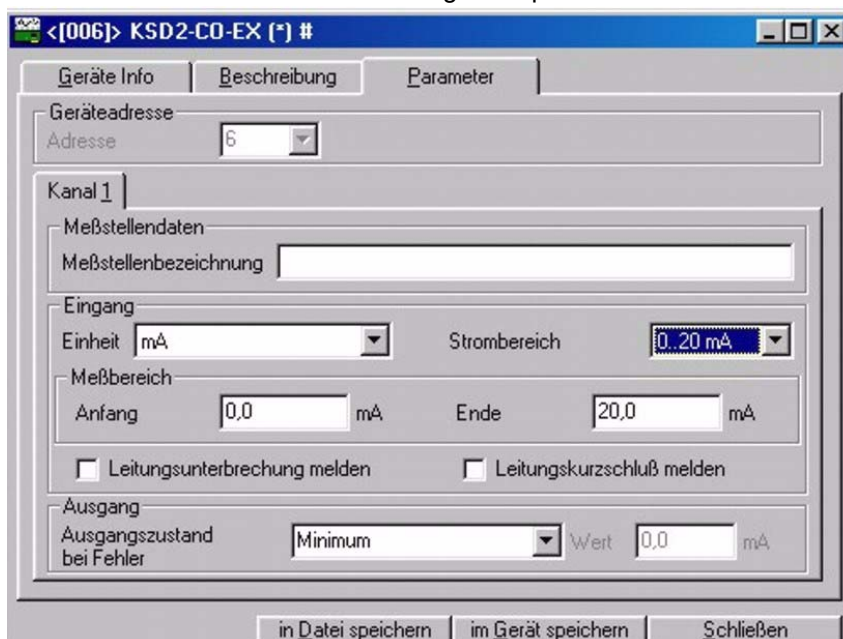 <[006]> KSD2-CO-EX (*) #
Geräte Info Beschreibung Parameter
Geräteadresse
Adresse 6
Kanal 1
Meßstellendaten
Meßstellenbezeichnung
Eingang
Einheit mA Strombereich 0..20 mA
Meßbereich
Anfang 0,0 mA Ende 20,0 mA
Leitungsunterbrechung melden Leitungskurzschluß melden
Ausgang
Ausgangszustand
bei Fehler Minimum Wert 0,0 mA
in Datei speichern im Gerät speichern Schließen